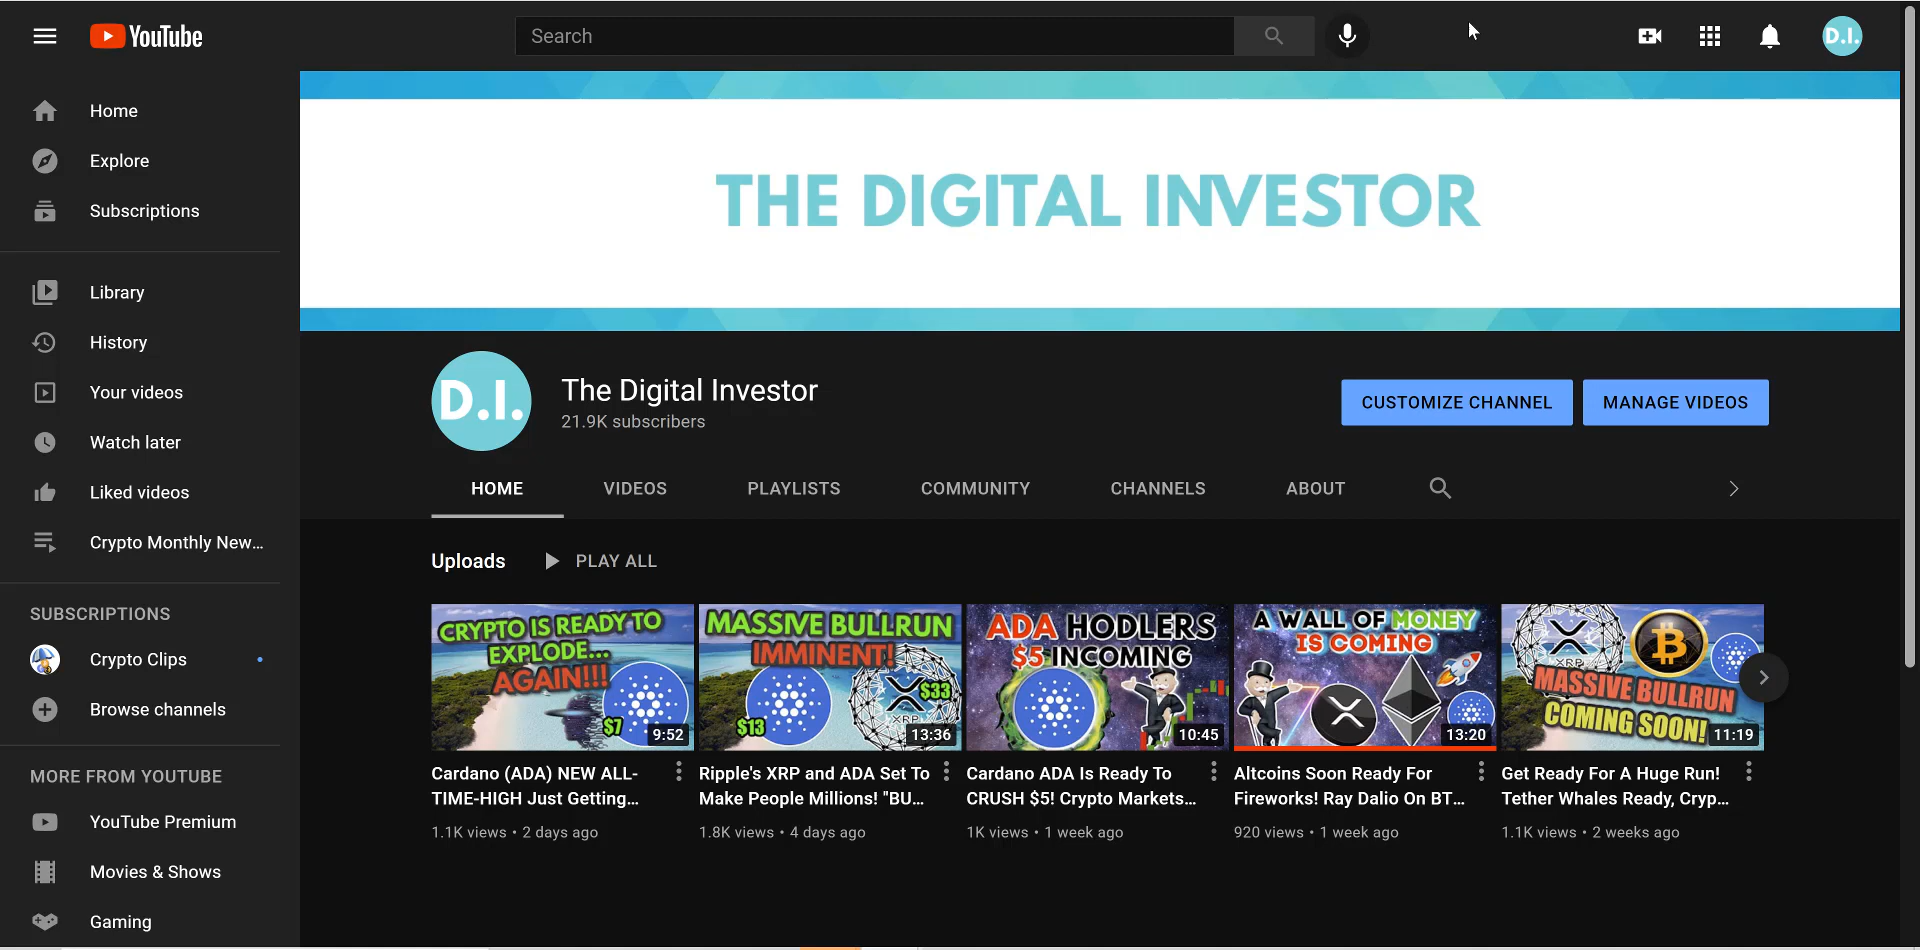 YouTube
Search
D.I.
Home
Explore
Subscriptions
Library
History
Your videos
Watch later
Liked videos
Crypto Monthly New...
SUBSCRIPTIONS
Crypto Clips
Browse channels
MORE FROM YOUTUBE
YouTube Premium
Movies & Shows
Gaming
THE DIGITAL INVESTOR
D.I.
The Digital Investor
21.9K subscribers
CUSTOMIZE CHANNEL
MANAGE VIDEOS
HOME
VIDEOS
PLAYLISTS
COMMUNITY
CHANNELS
ABOUT
Uploads
PLAY ALL
CRYPTO IS READY TO
EXPLODE...
AGAIN!!!
$7
9:52
Cardano (ADA) NEW ALL-
TIME-HIGH Just Getting...
1.1K views • 2 days ago
MASSIVE BULLRUN
IMMINENT!
$33
XRP
$13
13:36
Ripple's XRP and ADA Set To
Make People Millions! "BU...
1.8K views • 4 days ago
ADA HODLERS
$5 INCOMING
10:45
Cardano ADA Is Ready To
CRUSH $5! Crypto Markets...
1K views • 1 week ago
A WALL OF MONEY
IS COMING
13:20
Altcoins Soon Ready For
Fireworks! Ray Dalio On BT...
920 views • 1 week ago
XRP
MASSIVE BULLRUN
COMING SOON!
11:19
Get Ready For A Huge Run!
Tether Whales Ready, Cryp...
1.1K views • 2 weeks ago